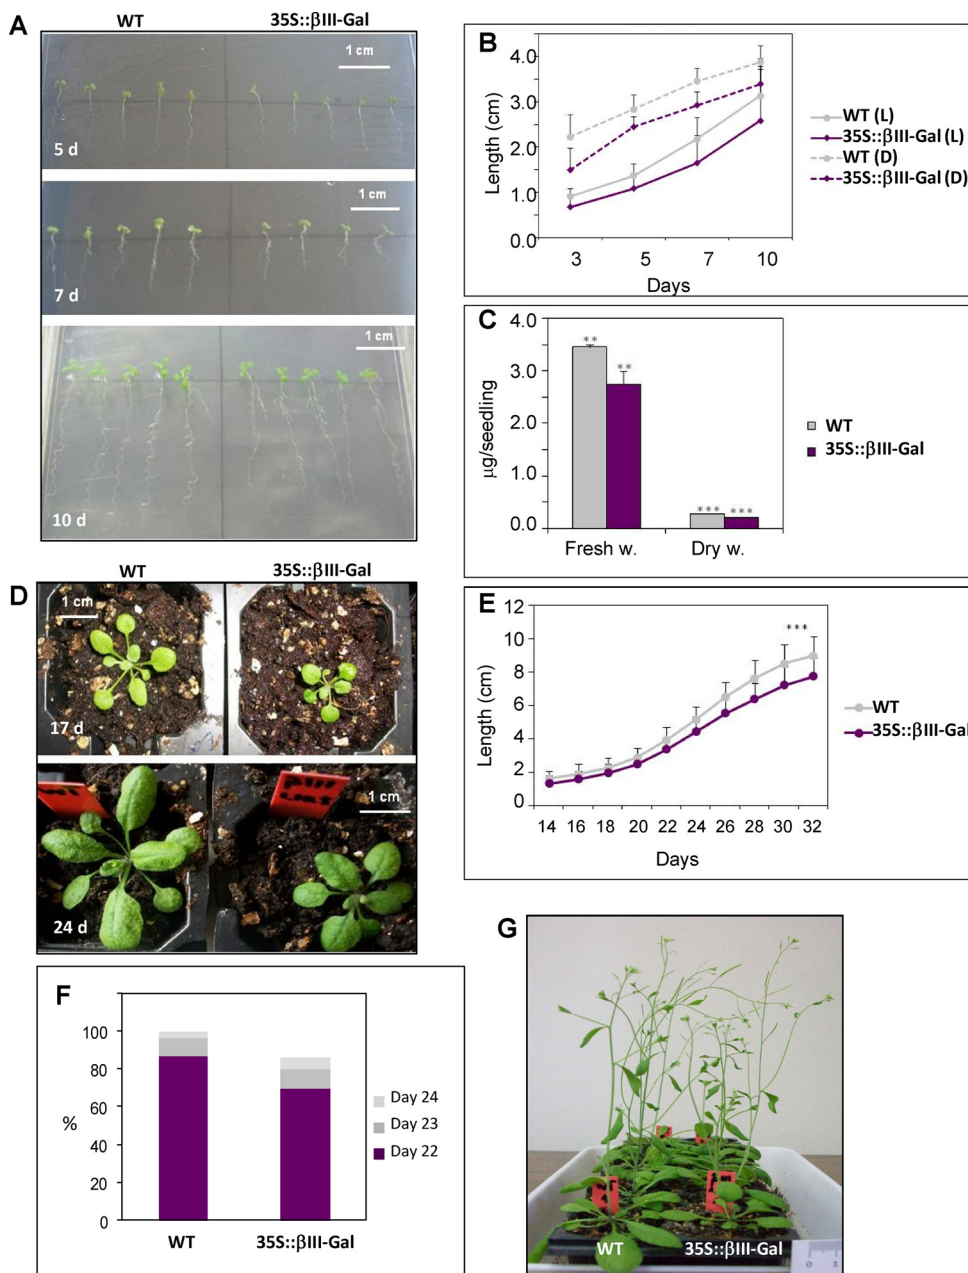 A
WT 35S::βIII-Gal
1 cm
5 d
1 cm
7 d
1 cm
10 d
B
Length (cm)
4.0
3.0
2.0
1.0
0.0
3 5 7 10
Days
WT (L)
35S::βIII-Gal (L)
WT (D)
35S::βIII-Gal (D)
C
µg/seedling
4.0
3.0
2.0
1.0
0.0
** ** *** ***
Fresh w. Dry w.
WT
35S::βIII-Gal
D
WT 35S::βIII-Gal
1 cm
17 d
1 cm
24 d
E
Length (cm)
12
10
8
6
4
2
0
***
14 16 18 20 22 24 26 28 30 32
Days
WT
35S::βIII-Gal
F
%
100
80
60
40
20
0
WT 35S::βIII-Gal
Day 24
Day 23
Day 22
G
WT 35S::βIII-Gal
0 1